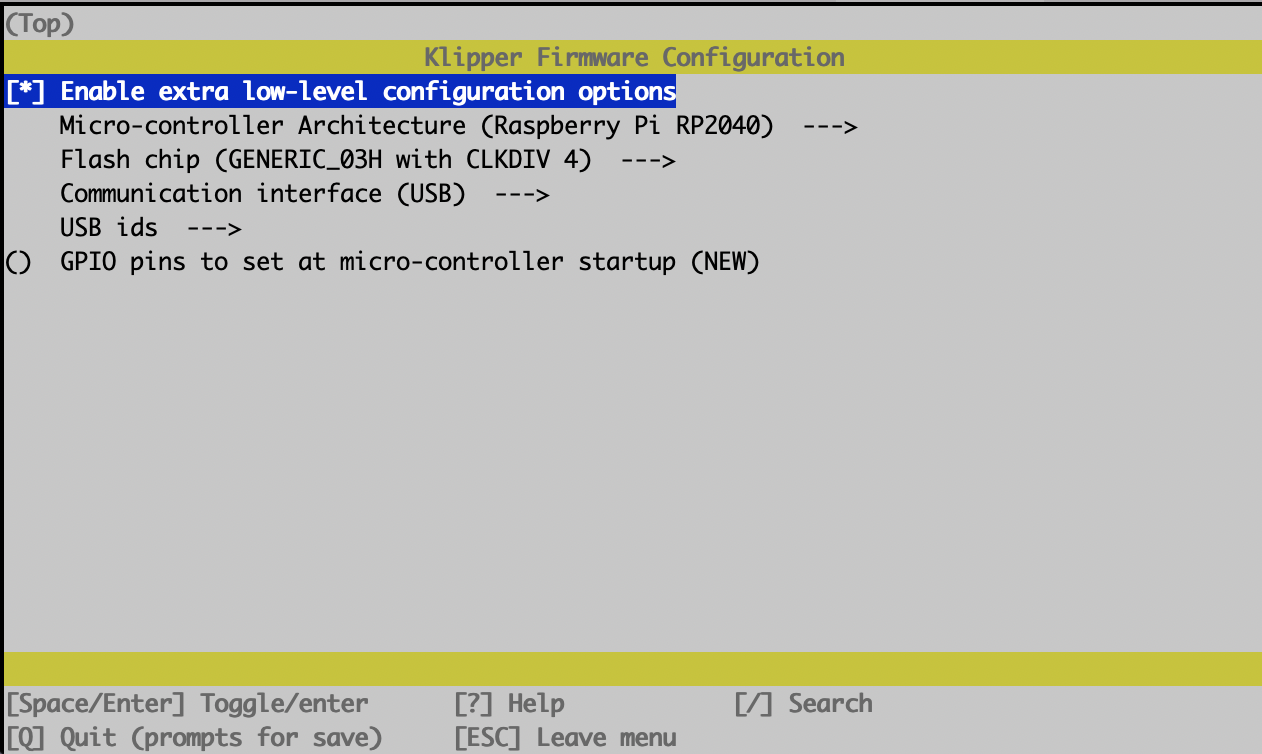 (Top)
Klipper Firmware Configuration
[*] Enable extra low-level configuration options
Micro-controller Architecture (Raspberry Pi RP2040)  --->
Flash chip (GENERIC_03H with CLKDIV 4)  --->
Communication interface (USB)  --->
USB ids  --->
()  GPIO pins to set at micro-controller startup (NEW)
[Space/Enter] Toggle/enter      [?] Help            [/] Search
[Q] Quit (prompts for save)     [ESC] Leave menu